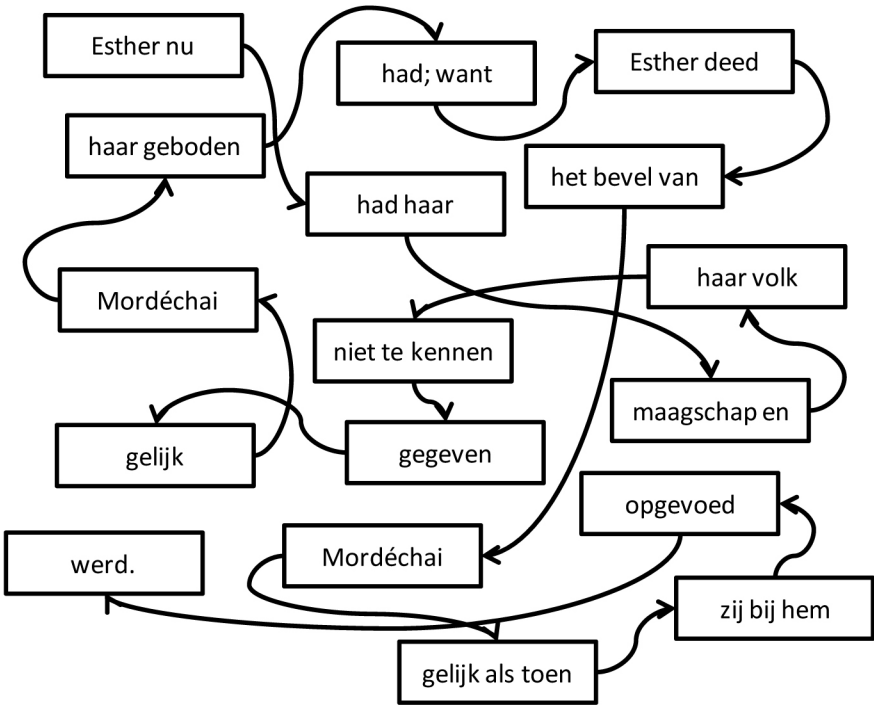 Esther nu
had haar
maagschap en
haar volk
niet te kennen
gegeven
gelijk
Mordéchai
haar geboden
had; want
Esther deed
het bevel van
Mordéchai
gelijk als toen
zij bij hem
opgevoed
werd.